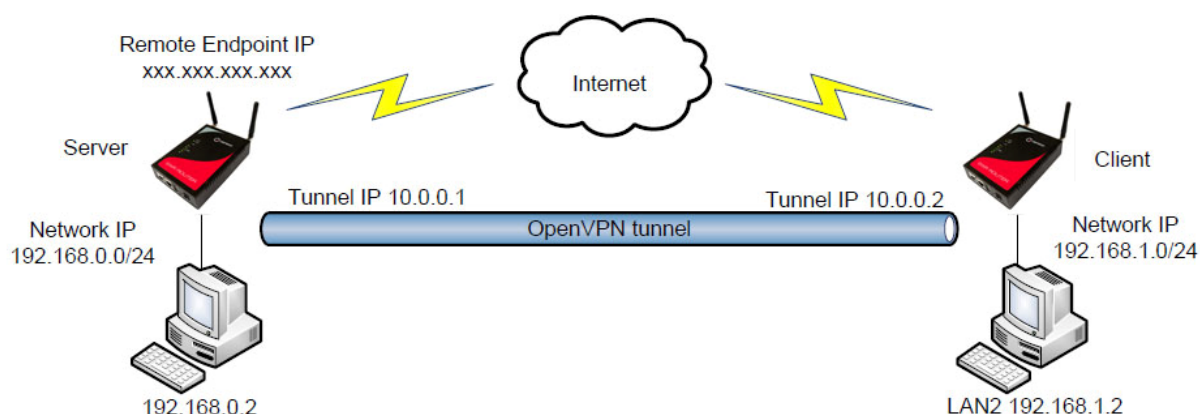 Remote Endpoint IP
xxx.xxx.xxx.xxx
Internet
Server
Client
Tunnel IP 10.0.0.1
Tunnel IP 10.0.0.2
OpenVPN tunnel
Network IP
192.168.0.0/24
Network IP
192.168.1.0/24
192.168.0.2
LAN2 192.168.1.2